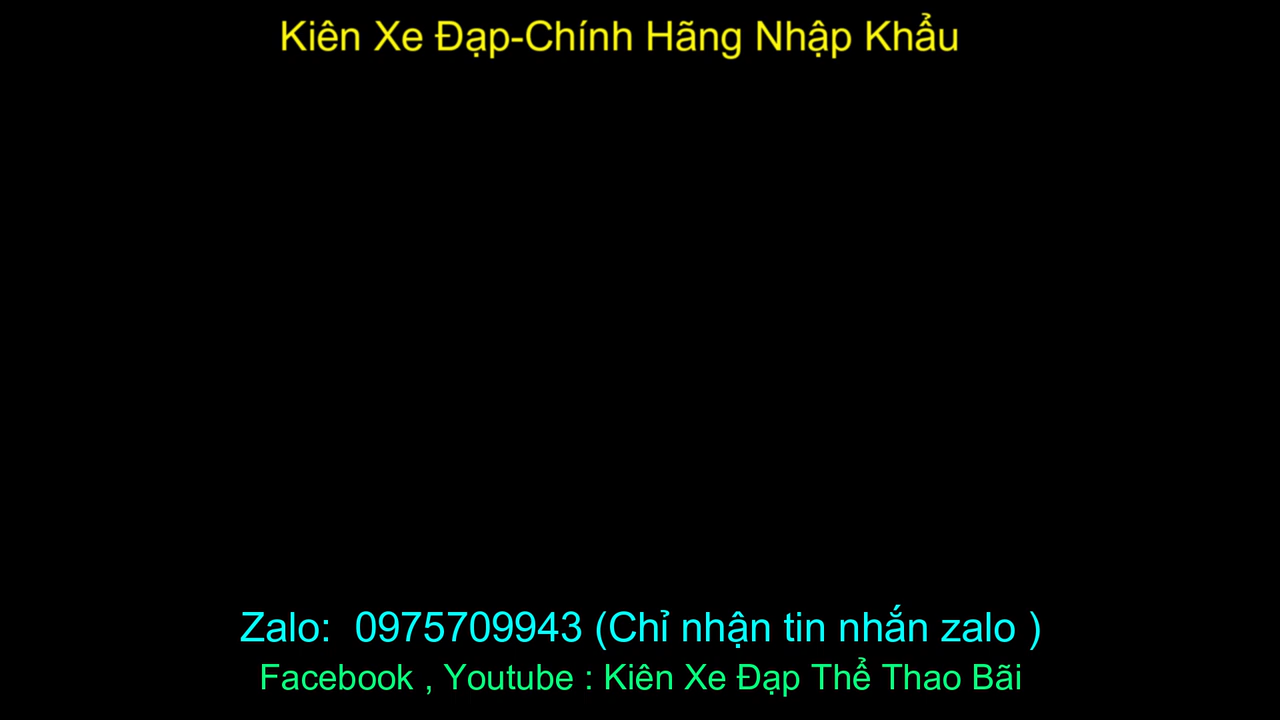 Kiên Xe Đạp-Chính Hãng Nhập Khẩu
Zalo:  0975709943 (Chỉ nhận tin nhắn zalo )
Facebook , Youtube : Kiên Xe Đạp Thể Thao Bãi